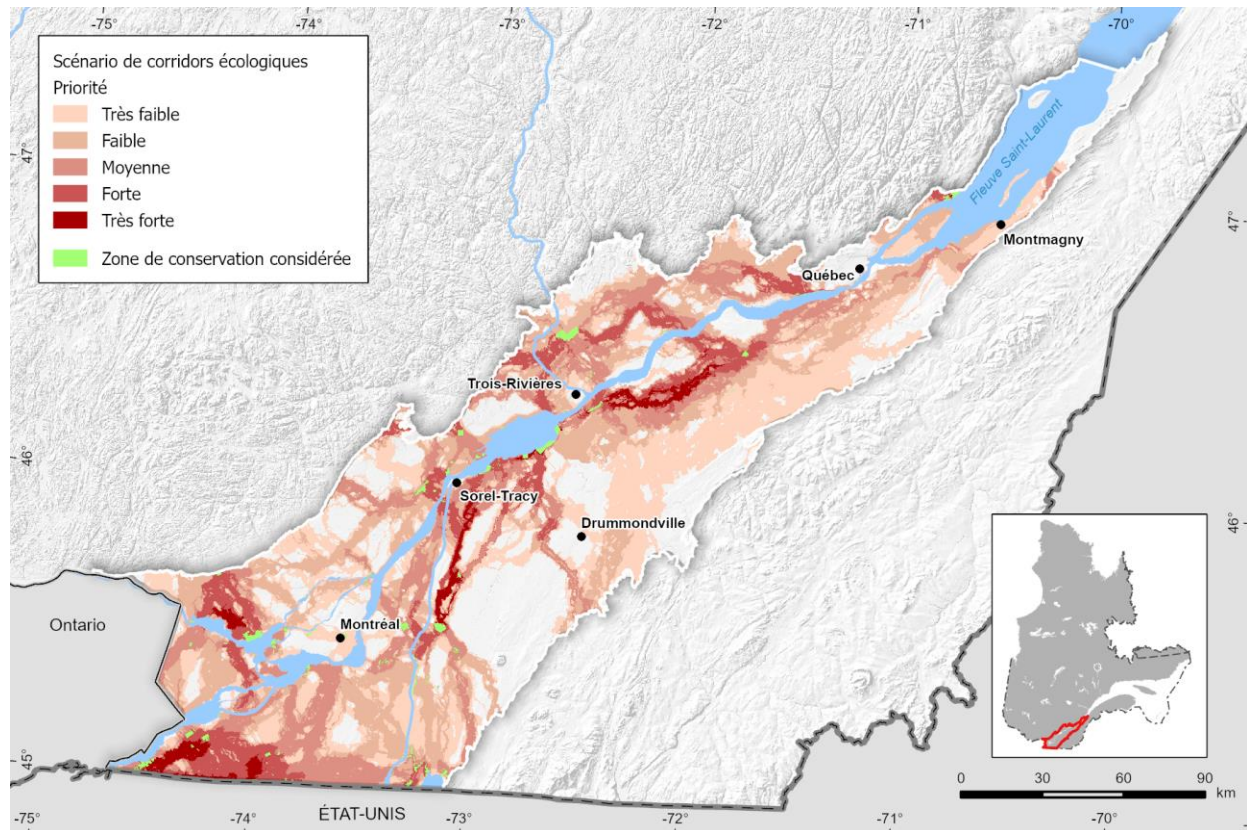 -75°
-74°
-73°
-72°
-71°
-70°
Scénario de corridors écologiques
Priorité
Très faible
Faible
Moyenne
Forte
Très forte
Zone de conservation considérée
47°
47°
Fleuve Saint-Laurent
Montmagny
Québec
Trois-Rivières
46°
Sorel-Tracy
Drummondville
46°
Ontario
Montréal
45°
45°
0 30 60 90
km
ÉTAT-UNIS
-75°
-74°
-73°
-72°
-71°
-70°